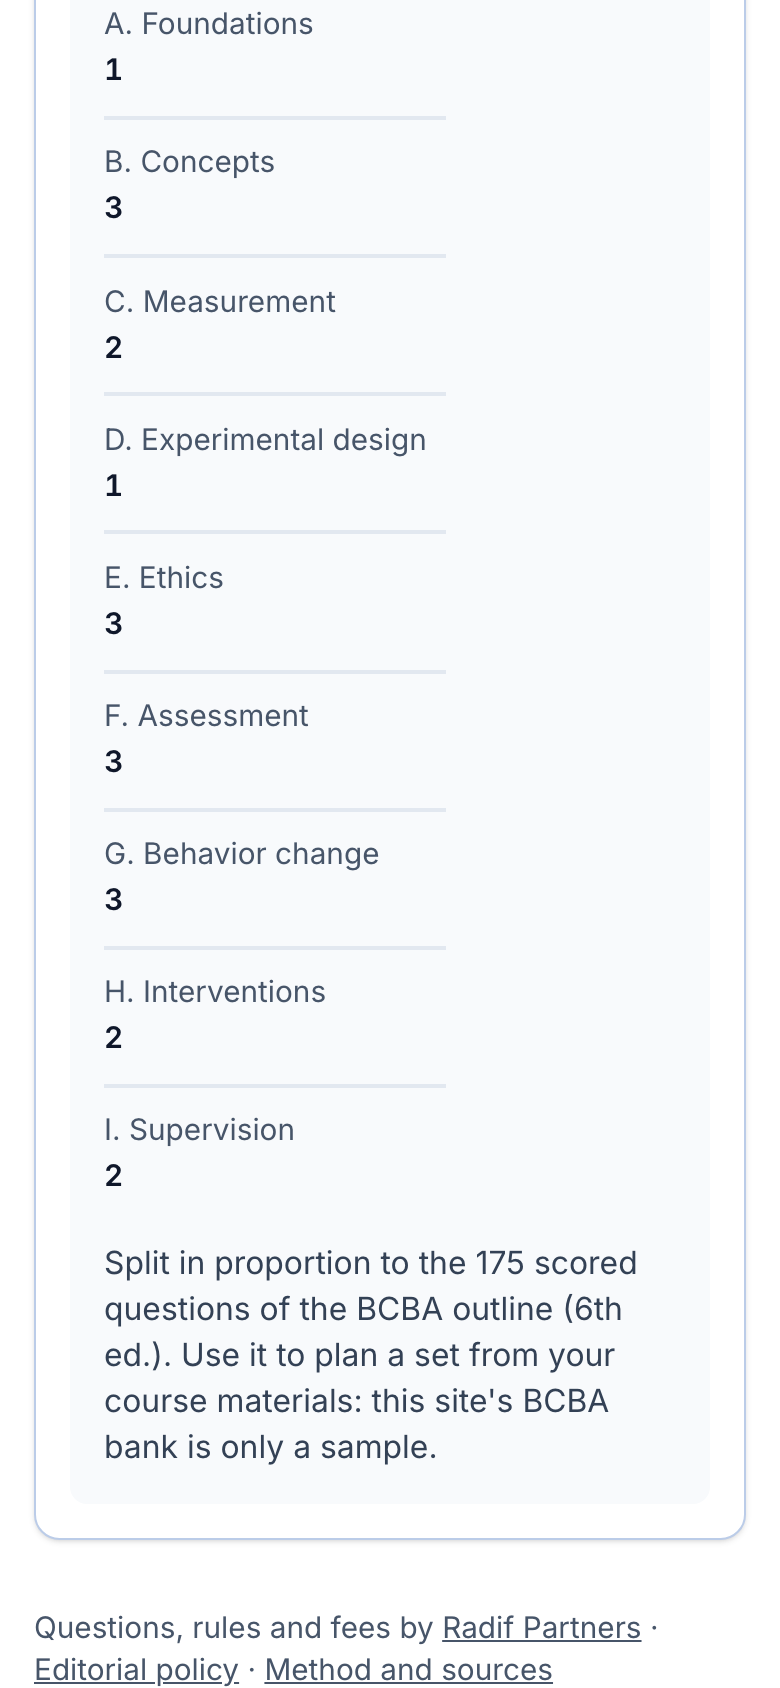 A. Foundations
1
B. Concepts
3
C. Measurement
2
D. Experimental design
1
E. Ethics
3
F. Assessment
3
G. Behavior change
3
H. Interventions
2
I. Supervision
2
Split in proportion to the 175 scored
questions of the BCBA outline (6th
ed.). Use it to plan a set from your
course materials: this site's BCBA
bank is only a sample.
Questions, rules and fees by Radif Partners ·
Editorial policy · Method and sources